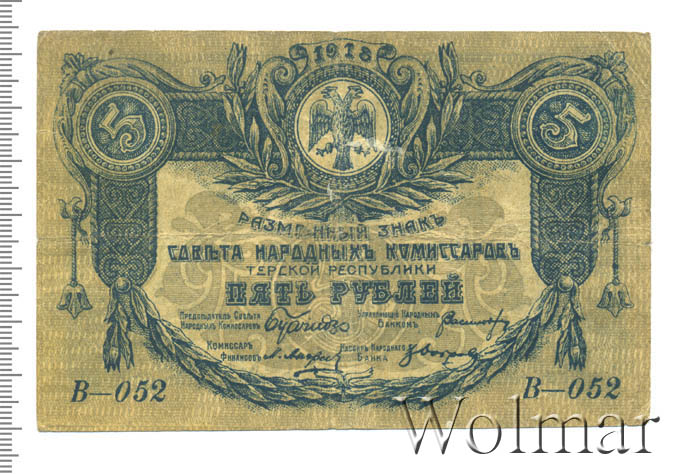 1918
5 5
РАЗМѢННЫЙ ЗНАКЪ
СОВѢТА НАРОДНЫХЪ КОМИССАРОВЪ
ТЕРСКОЙ РЕСПУБЛИКИ
ПЯТЬ РУБЛЕЙ
Предсѣдатель Совѣта Управляющiй Народнымъ
Народныхъ Комиссаровъ Банкомъ
Комиссаръ Кассиръ Народнаго
Финансовъ Банка
В—052 В—052
Wolmar